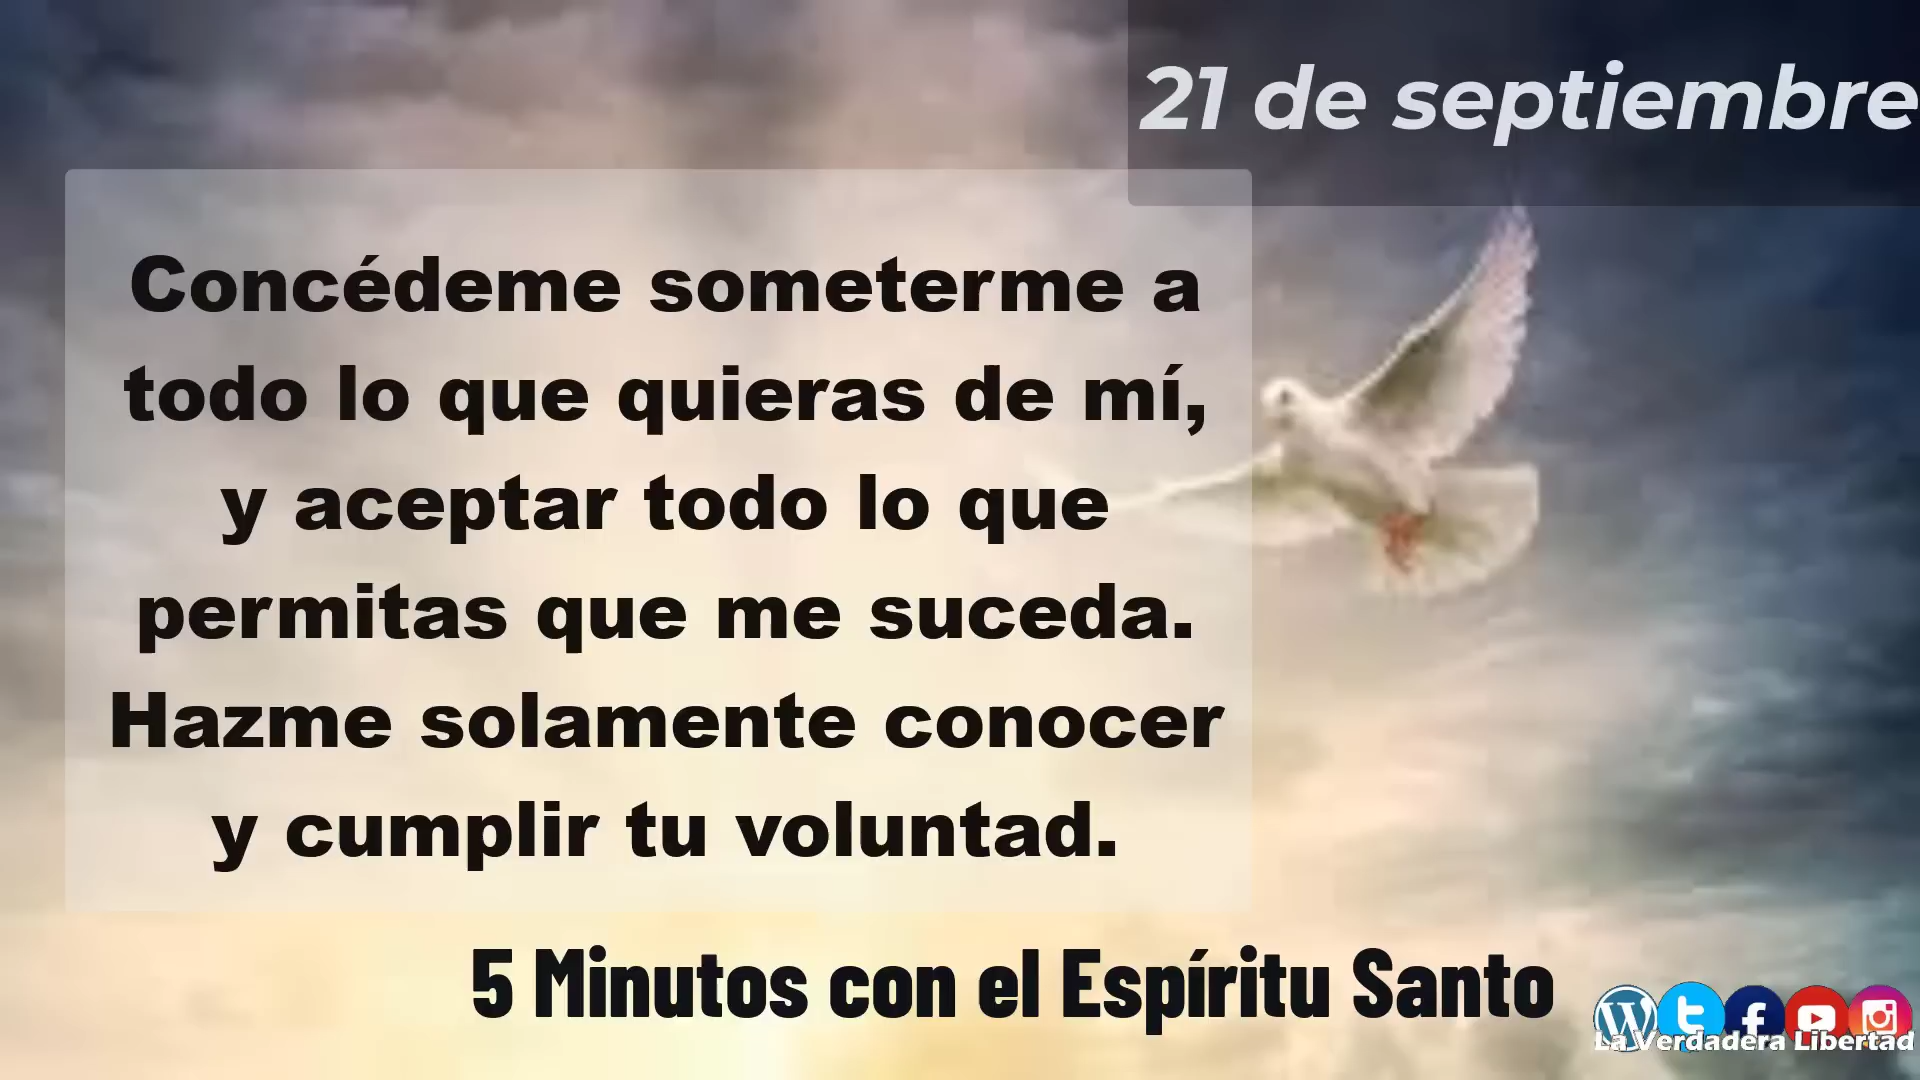 21 de septiembre
Concédeme someterme a
todo lo que quieras de mí,
y aceptar todo lo que
permitas que me suceda.
Hazme solamente conocer
y cumplir tu voluntad.
5 Minutos con el Espíritu Santo
La Verdadera Libertad